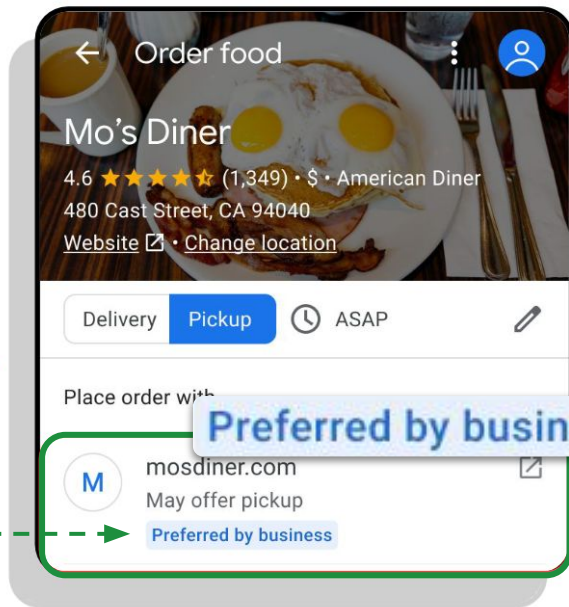 Order food
Mo's Diner
4.6 ★★★★★ (1,349) • $ • American Diner
480 Cast Street, CA 94040
Website • Change location
Delivery Pickup ASAP
Place order with
Preferred by busin
M mosdiner.com
May offer pickup
Preferred by business